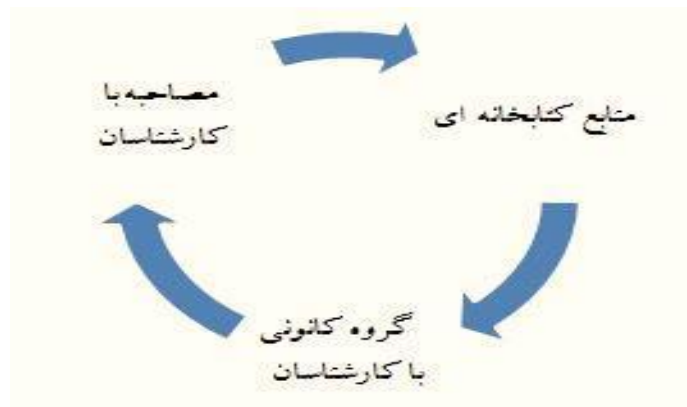 مصاحبه با
کارشناسان
منابع کتابخانه ای
گروه کانونی
با کارشناسان